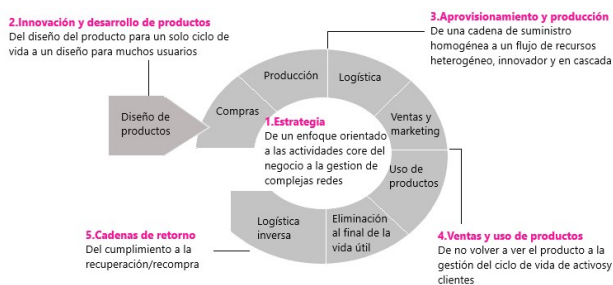 2.Innovación y desarrollo de productos
Del diseño del producto para un solo ciclo de
vida a un diseño para muchos usuarios
3.Aprovisionamiento y producción
De una cadena de suministro
homogénea a un flujo de recursos
heterogéneo, innovador y en cascada
Diseño de
productos
Compras
Producción
Logística
Ventas y
marketing
Uso de
productos
Eliminación
al final de la
vida útil
Logística
inversa
1.Estrategia
De un enfoque orientado
a las actividades core del
negocio a la gestion de
complejas redes
5.Cadenas de retorno
Del cumplimiento a la
recuperación/recompra
4.Ventas y uso de productos
De no volver a ver el producto a la
gestión del ciclo de vida de activosy
clientes